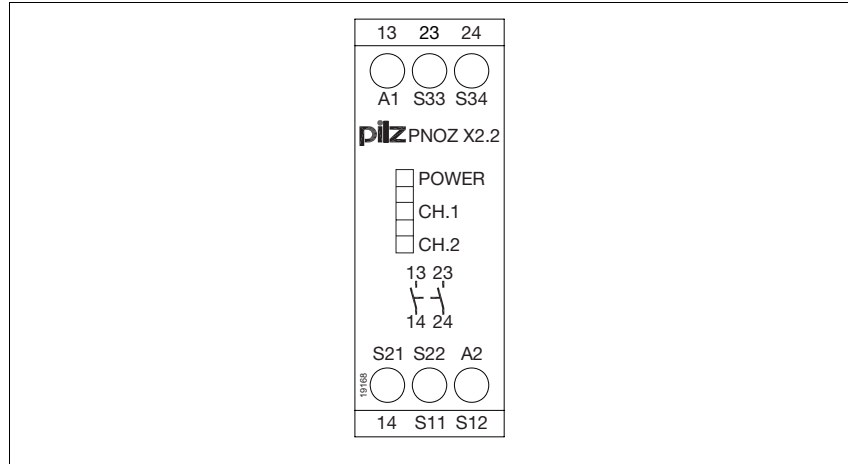 13 23 24
A1 S33 S34
pilz PNOZ X2.2
POWER
CH.1
CH.2
13 23
14 24
S21 S22 A2
19168
14 S11 S12